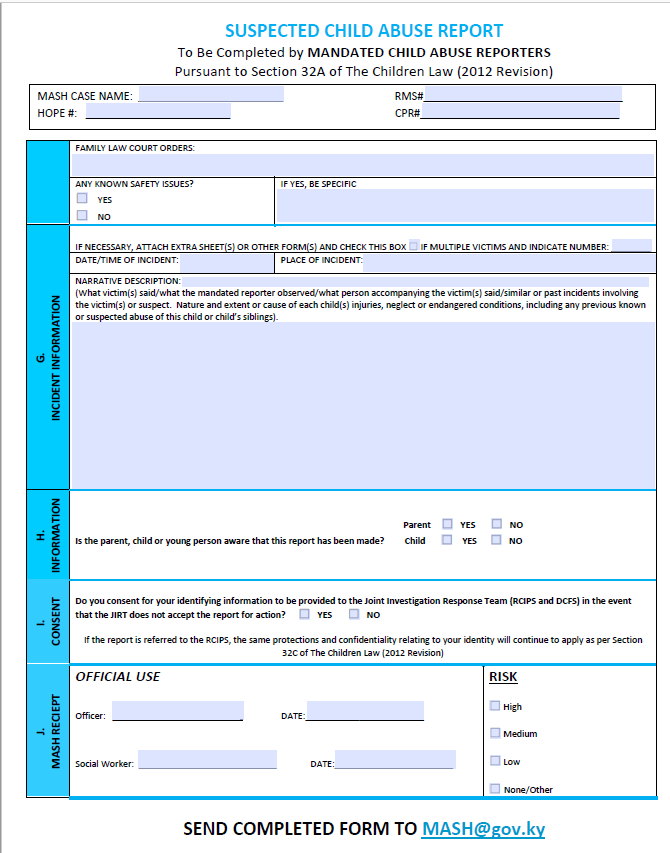 SUSPECTED CHILD ABUSE REPORT
To Be Completed by MANDATED CHILD ABUSE REPORTERS
Pursuant to Section 32A of The Children Law (2012 Revision)
MASH CASE NAME:
RMS#
HOPE #:
CPR#
FAMILY LAW COURT ORDERS:
ANY KNOWN SAFETY ISSUES?
YES
NO
IF YES, BE SPECIFIC
G.
INCIDENT INFORMATION
IF NECESSARY, ATTACH EXTRA SHEET(S) OR OTHER FORM(S) AND CHECK THIS BOX IF MULTIPLE VICTIMS AND INDICATE NUMBER:
DATE/TIME OF INCIDENT:
PLACE OF INCIDENT:
NARRATIVE DESCRIPTION:
(What victim(s) said/what the mandated reporter observed/what person accompanying the victim(s) said/similar or past incidents involving
the victim(s) or suspect. Nature and extent or cause of each child(s) injuries, neglect or endangered conditions, including any previous known
or suspected abuse of this child or child's siblings).
H.
INFORMATION
Parent YES NO
Is the parent, child or young person aware that this report has been made? Child YES NO
I.
CONSENT
Do you consent for your identifying information to be provided to the Joint Investigation Response Team (RCIPS and DCFS) in the event
that the JIRT does not accept the report for action? YES NO
If the report is referred to the RCIPS, the same protections and confidentiality relating to your identity will continue to apply as per Section
32C of The Children Law (2012 Revision)
J.
MASH RECIEPT
OFFICIAL USE
Officer:
DATE:
Social Worker:
DATE:
RISK
High
Medium
Low
None/Other
SEND COMPLETED FORM TO MASH@gov.ky